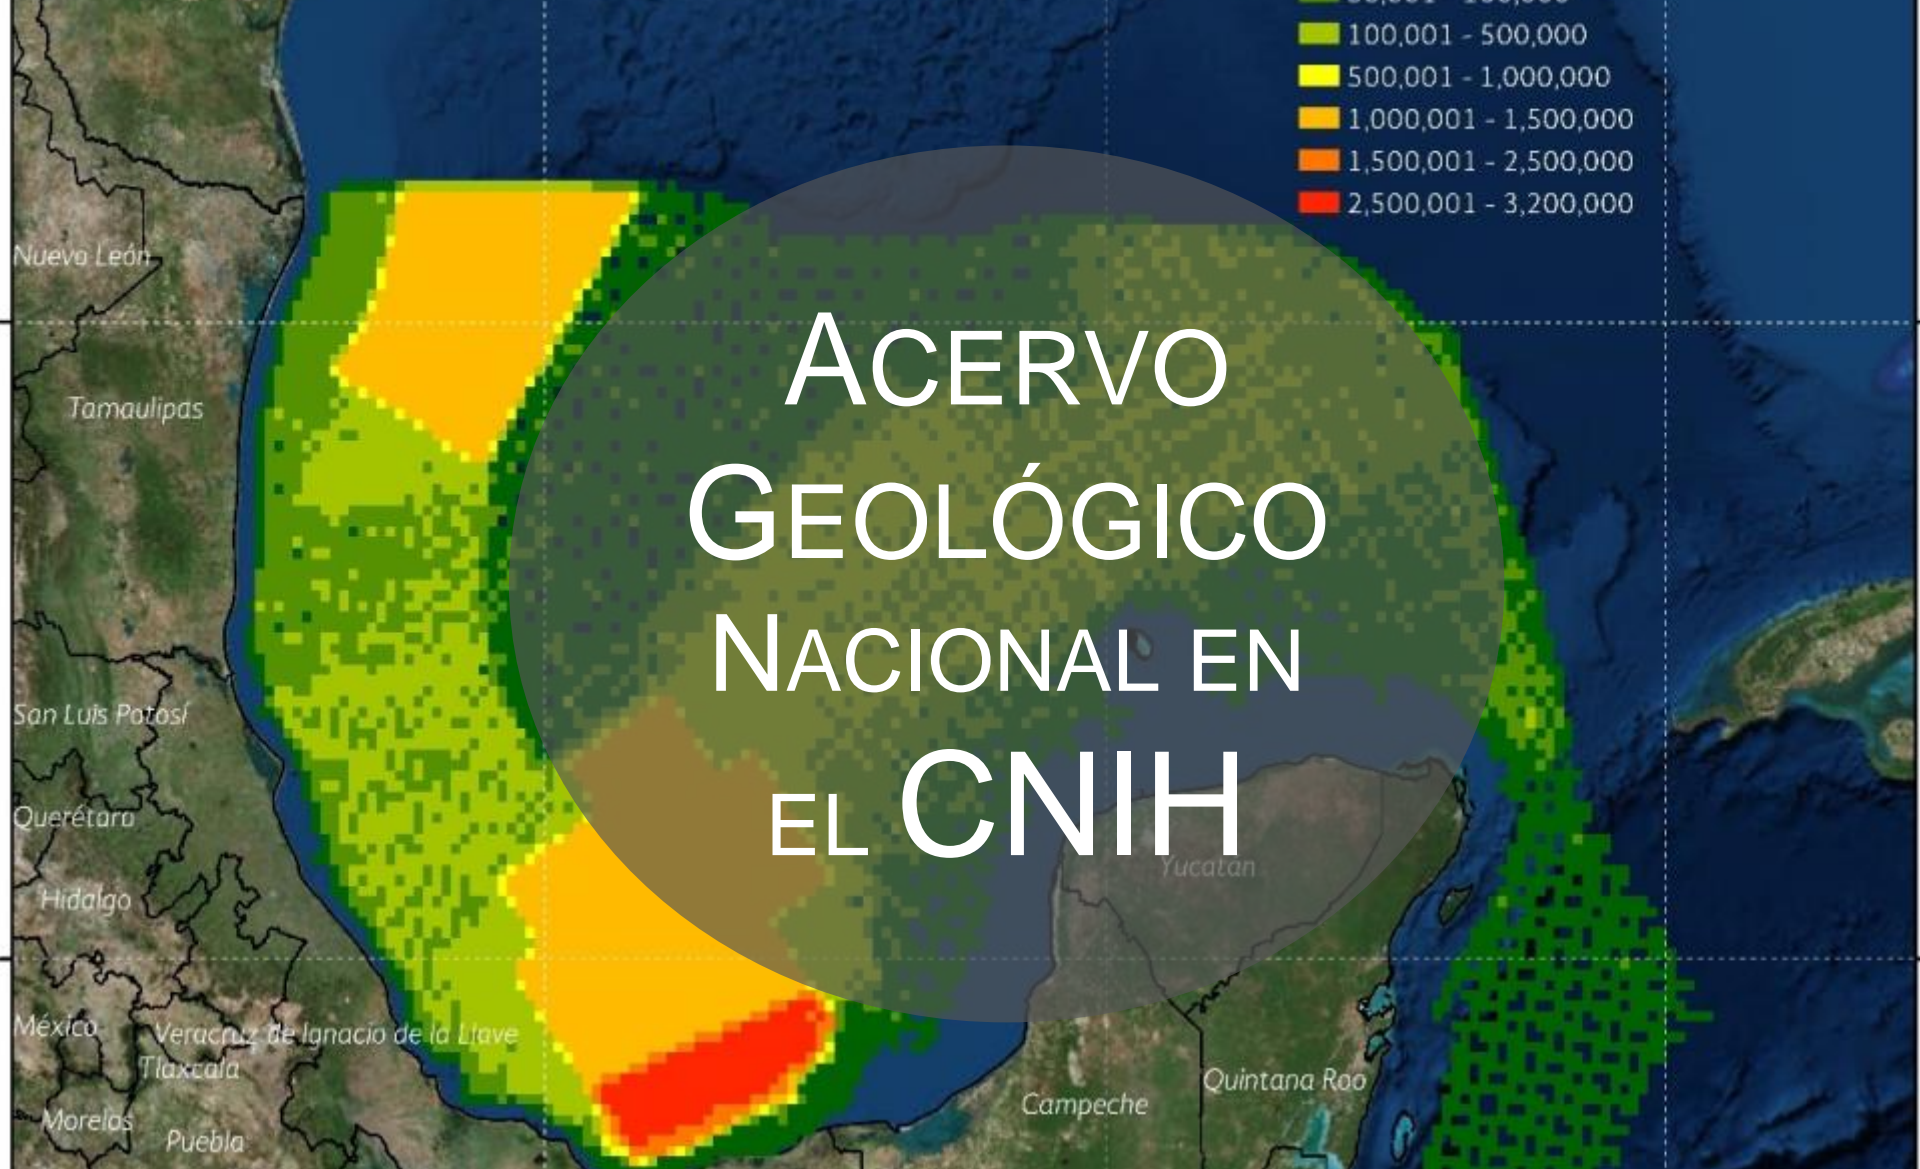 100,001 - 500,000
500,001 - 1,000,000
1,000,001 - 1,500,000
1,500,001 - 2,500,000
2,500,001 - 3,200,000
Nuevo León
Tamaulipas
San Luis Potosí
Querétaro
Hidalgo
México
Veracruz de Ignacio de la Llave
Tlaxcala
Morelos
Puebla
ACERVO
GEOLÓGICO
NACIONAL EN
EL CNIH
Yucatán
Campeche
Quintana Roo